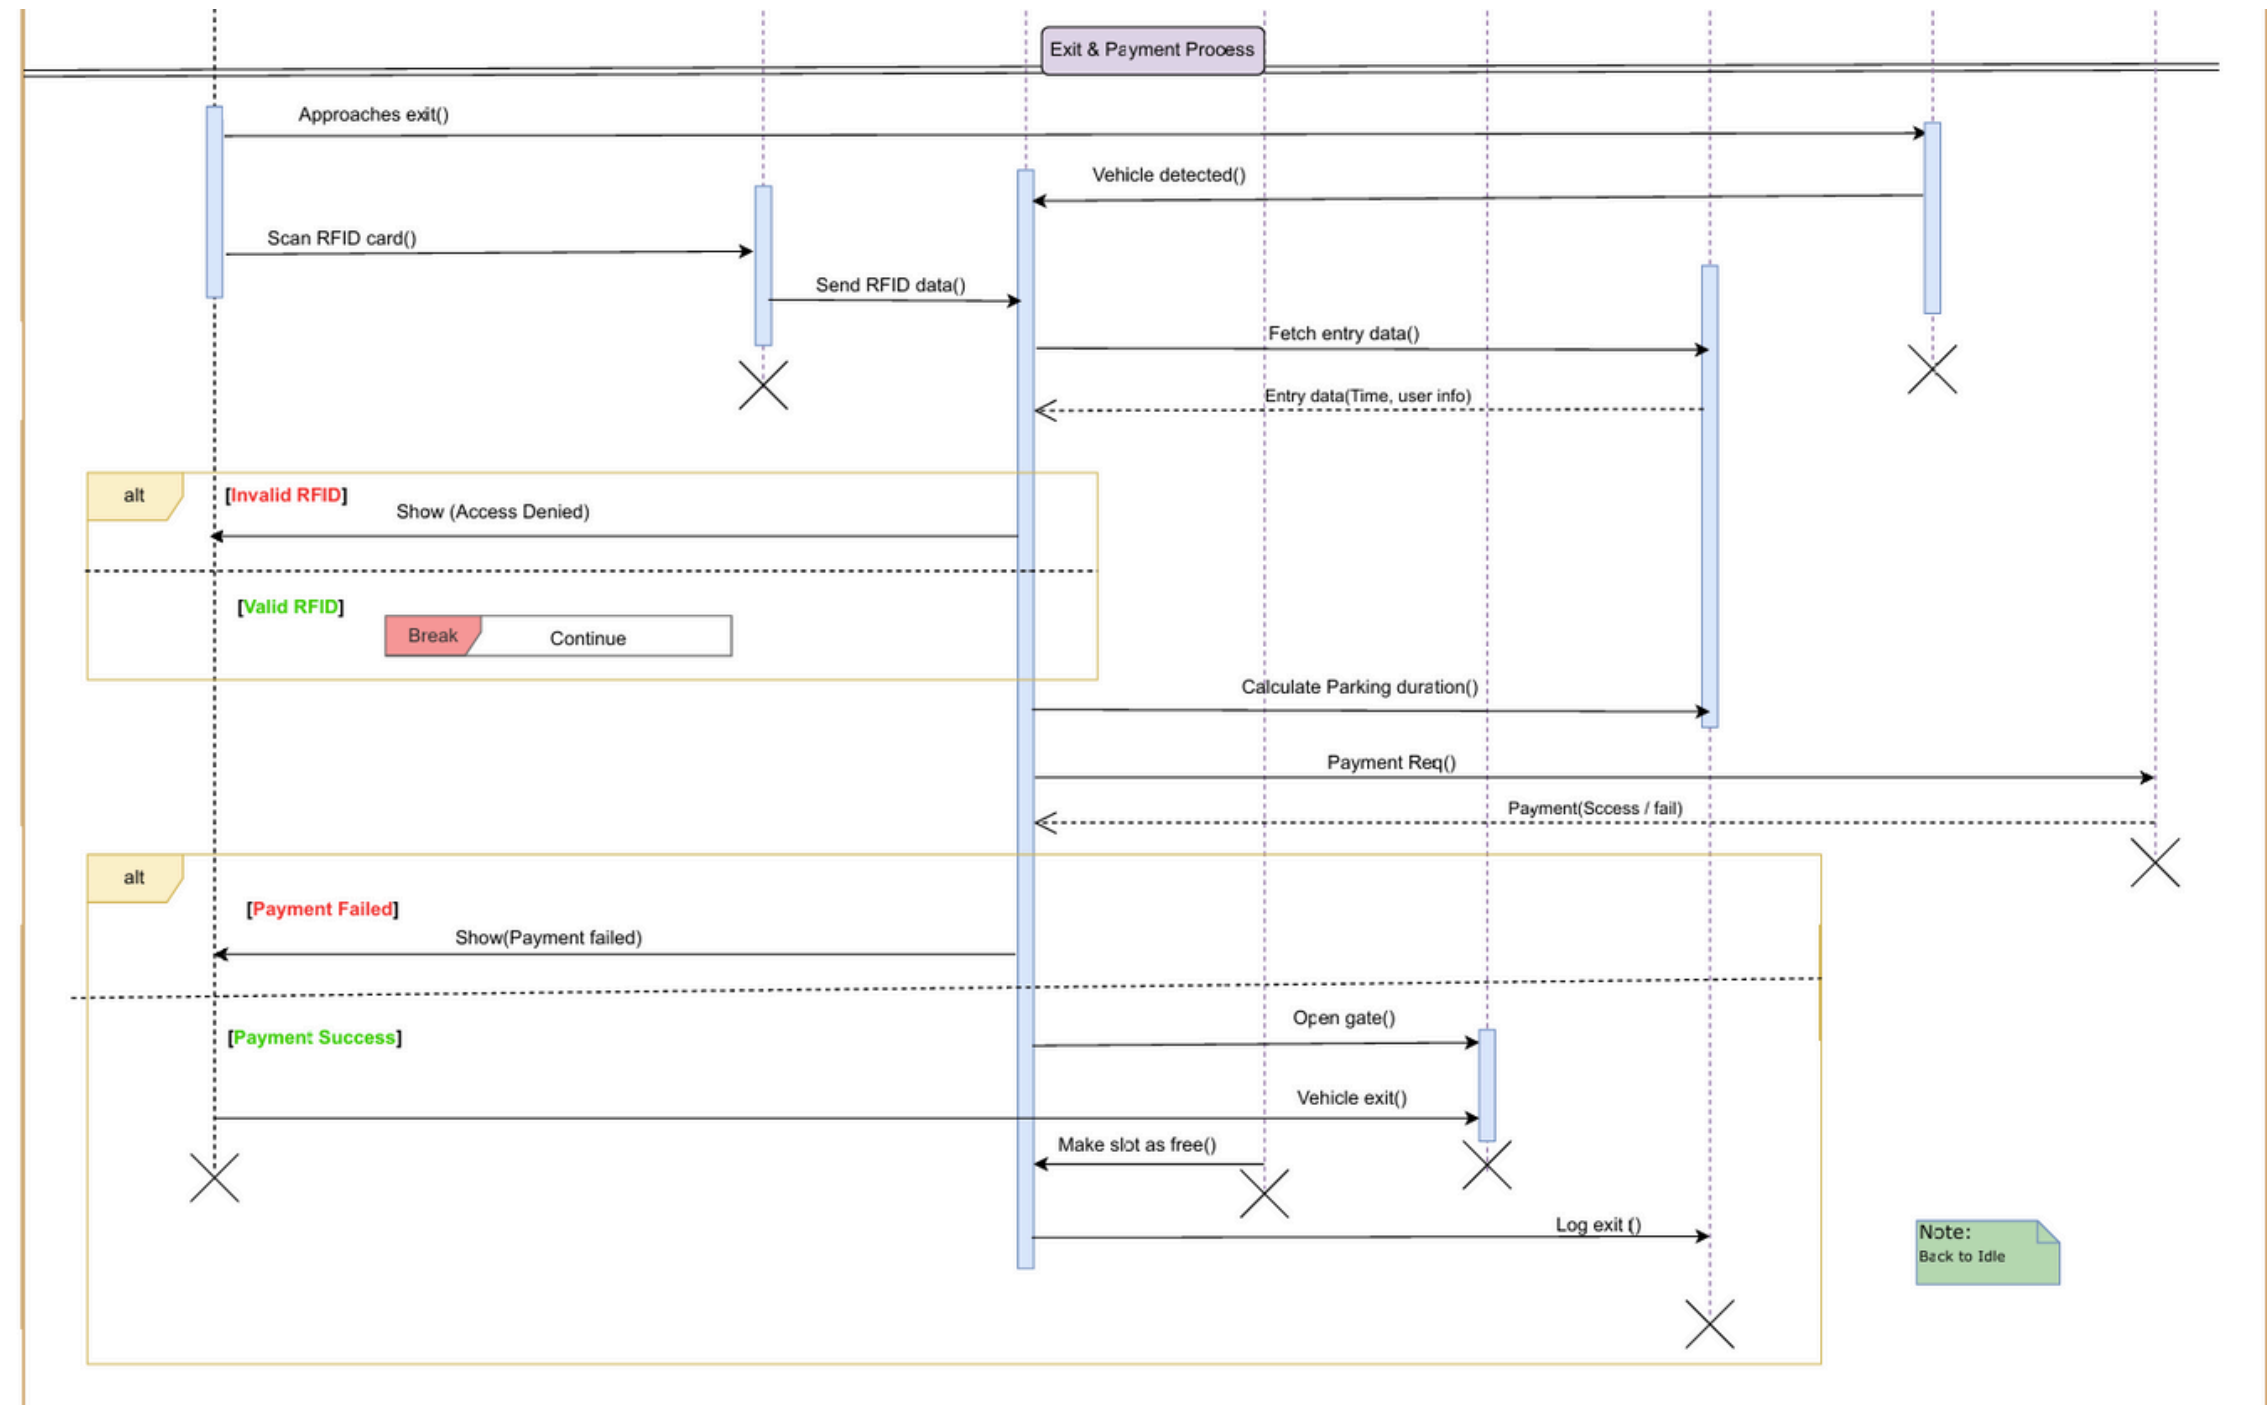 Exit & Payment Process
Approaches exit()
Vehicle detected()
Scan RFID card()
Send RFID data()
Fetch entry data()
Entry data(Time, user info)
alt
[Invalid RFID]
Show (Access Denied)
[Valid RFID]
Break
Continue
Calculate Parking duration()
Payment Req()
Payment(Sccess / fail)
alt
[Payment Failed]
Show(Payment failed)
Open gate()
[Payment Success]
Vehicle exit()
Make slot as free()
Log exit ()
Note:
Back to Idle